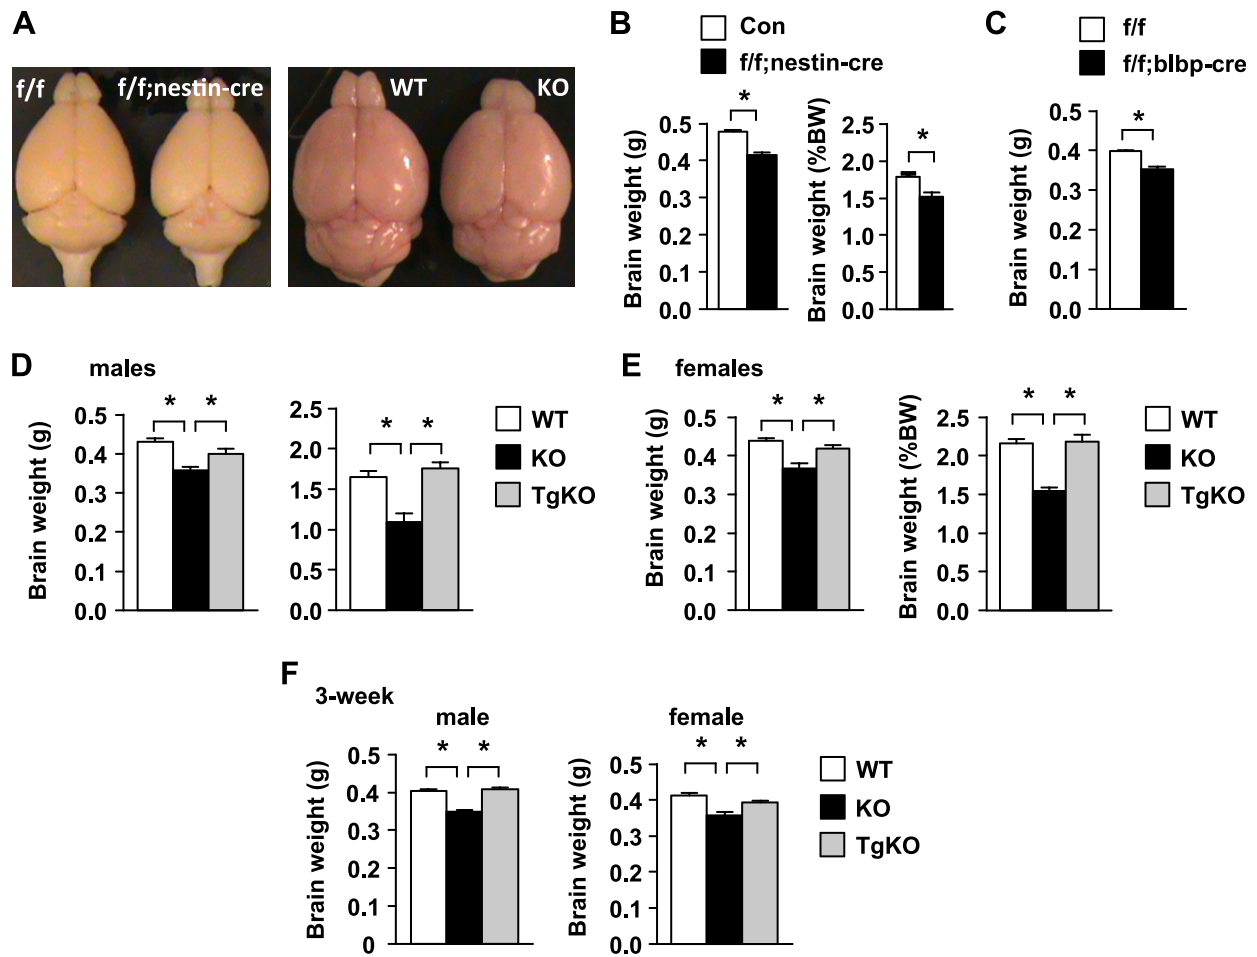 A
f/f
f/f;nestin-cre
WT
KO
B
Con
f/f;nestin-cre
Brain weight (g)
0.5
0.4
0.3
0.2
0.1
0.0
*
Brain weight (%BW)
2.5
2.0
1.5
1.0
0.5
0.0
*
C
f/f
f/f;blbp-cre
Brain weight (g)
0.5
0.4
0.3
0.2
0.1
0.0
*
D
males
Brain weight (g)
0.5
0.4
0.3
0.2
0.1
0.0
* *
2.5
2.0
1.5
1.0
0.5
0.0
* *
WT
KO
TgKO
E
females
Brain weight (g)
0.5
0.4
0.3
0.2
0.1
0.0
* *
Brain weight (%BW)
2.5
2.0
1.5
1.0
0.5
0.0
* *
WT
KO
TgKO
F
3-week
male
Brain weight (g)
0.5
0.4
0.3
0.2
0.1
0
* *
female
Brain weight (g)
0.5
0.4
0.3
0.2
0.1
0.0
* *
WT
KO
TgKO